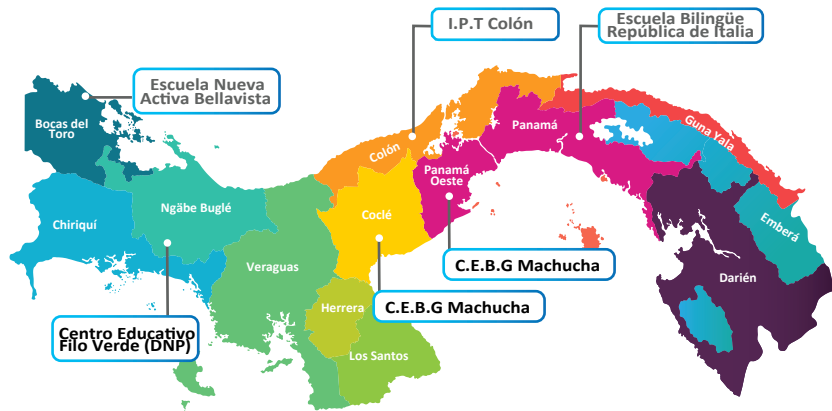 I.P.T Colón
Escuela Bilingüe
República de Italia
Escuela Nueva
Activa Bellavista
Bocas del
Toro
Colón
Panamá
Guna Yala
Panamá
Oeste
Ngäbe Buglé
Chiriquí
Coclé
Emberá
Veraguas
C.E.B.G Machucha
Darién
Herrera
C.E.B.G Machucha
Centro Educativo
Filo Verde (DNP)
Los Santos